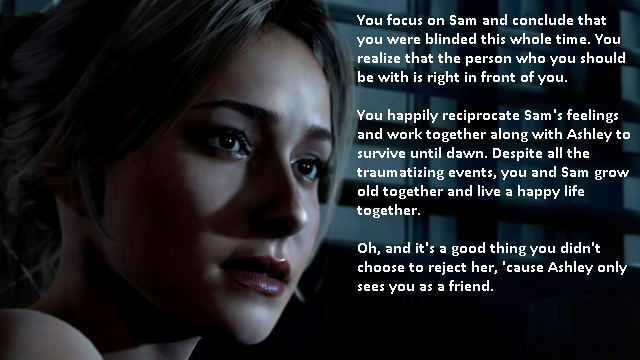 You focus on Sam and conclude that
you were blinded this whole time. You
realize that the person who you should
be with is right in front of you.
You happily reciprocate Sam's feelings
and work together along with Ashley to
survive until dawn. Despite all the
traumatizing events, you and Sam grow
old together and live a happy life
together.
Oh, and it's a good thing you didn't
choose to reject her, 'cause Ashley only
sees you as a friend.